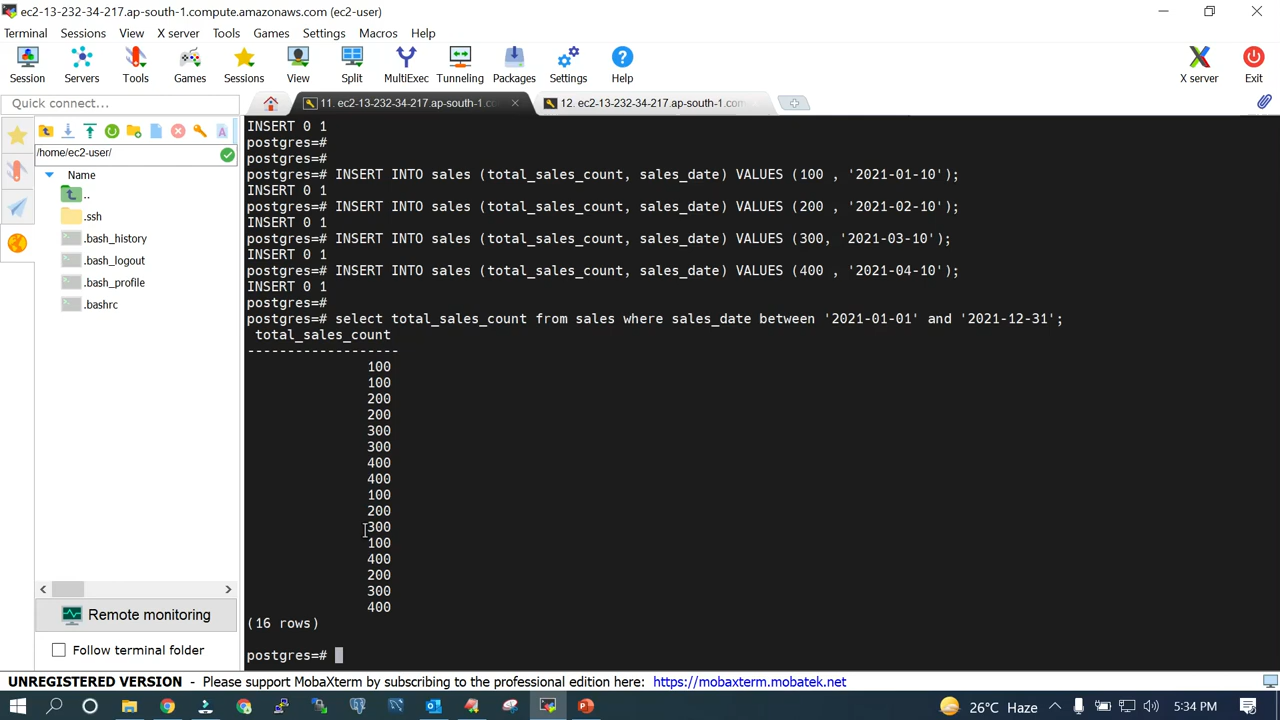 ec2-13-232-34-217.ap-south-1.compute.amazonaws.com (ec2-user)
Terminal Sessions View X server Tools Games Settings Macros Help
Session Servers Tools Games Sessions View Split MultiExec Tunneling Packages Settings Help X server Exit
Quick connect...
11. ec2-13-232-34-217.ap-south-1.co
12. ec2-13-232-34-217.ap-south-1.com
/home/ec2-user/
Name
..
.ssh
.bash_history
.bash_logout
.bash_profile
.bashrc
Remote monitoring
Follow terminal folder
INSERT 0 1
postgres=#
postgres=#
postgres=# INSERT INTO sales (total_sales_count, sales_date) VALUES (100 , '2021-01-10');
INSERT 0 1
postgres=# INSERT INTO sales (total_sales_count, sales_date) VALUES (200 , '2021-02-10');
INSERT 0 1
postgres=# INSERT INTO sales (total_sales_count, sales_date) VALUES (300, '2021-03-10');
INSERT 0 1
postgres=# INSERT INTO sales (total_sales_count, sales_date) VALUES (400 , '2021-04-10');
INSERT 0 1
postgres=#
postgres=# select total_sales_count from sales where sales_date between '2021-01-01' and '2021-12-31';
total_sales_count
-------------------
100
100
200
200
300
300
400
400
100
200
300
100
400
200
300
400
(16 rows)
postgres=#
UNREGISTERED VERSION - Please support MobaXterm by subscribing to the professional edition here: https://mobaxterm.mobatek.net
26°C Haze 5:34 PM